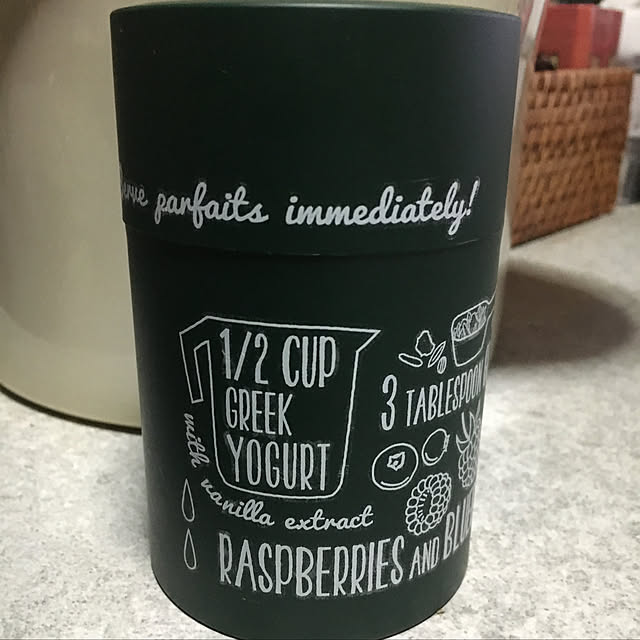 parfaits immediately!
1/2 CUP
GREEK
YOGURT
with vanilla extract
3 TABLESPOON
RASPBERRIES AND